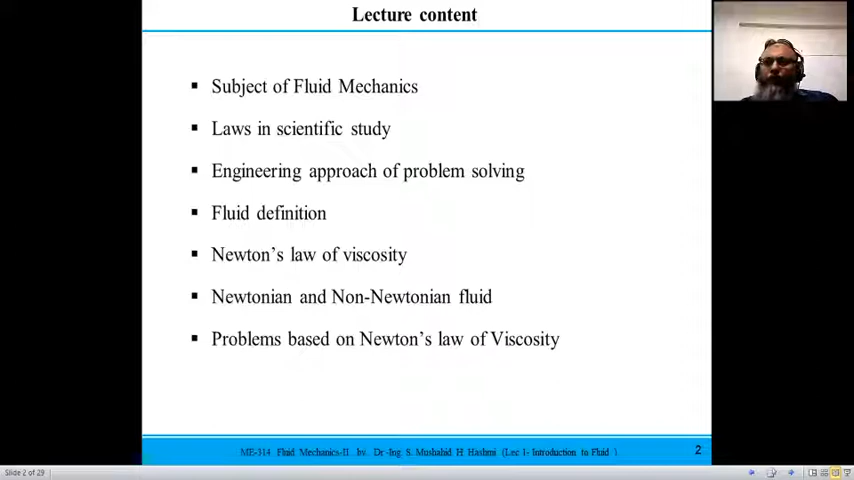 Lecture content
▪ Subject of Fluid Mechanics
▪ Laws in scientific study
▪ Engineering approach of problem solving
▪ Fluid definition
▪ Newton's law of viscosity
▪ Newtonian and Non-Newtonian fluid
▪ Problems based on Newton's law of Viscosity
ME-314 Fluid Mechanics-II by. Dr -Ing. S. Mushahid H Hashmi (Lec 1- Introduction to Fluid ). 2
Slide 2 of 29